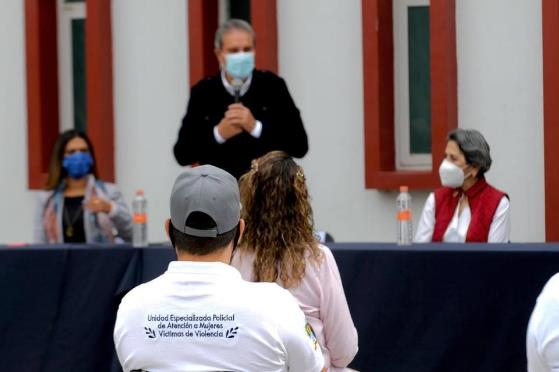 Unidad Especializada Policial
de Atención a Mujeres
Víctimas de Violencia